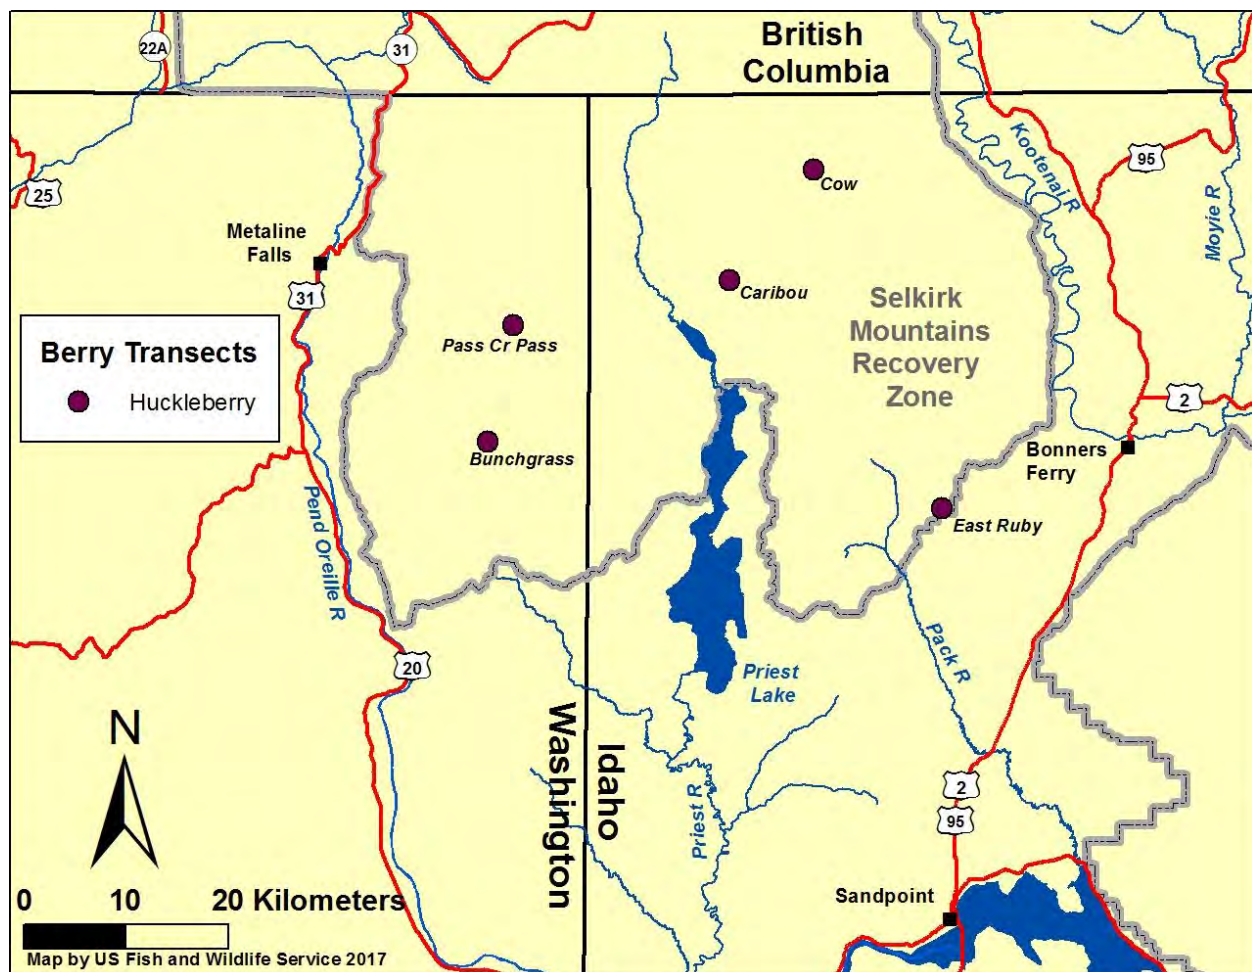 British
Columbia
22A
31
25
95
Kootenai R
Moyie R
Cow
Metaline
Falls
31
Caribou
Selkirk
Mountains
Recovery
Zone
Pass Cr Pass
Berry Transects
Huckleberry
2
Bunchgrass
Bonners
Ferry
East Ruby
Pend Oreille R
20
Pack R
Priest
Lake
Washington
Idaho
N
2
95
Priest R
Sandpoint
0 10 20 Kilometers
Map by US Fish and Wildlife Service 2017